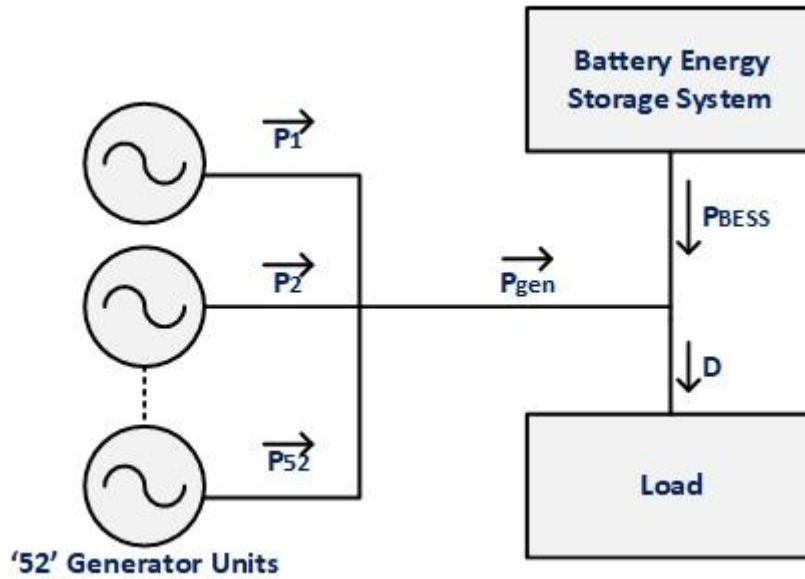 Battery Energy
Storage System
P1
PBESS
P2
Pgen
D
P52
Load
'52' Generator Units